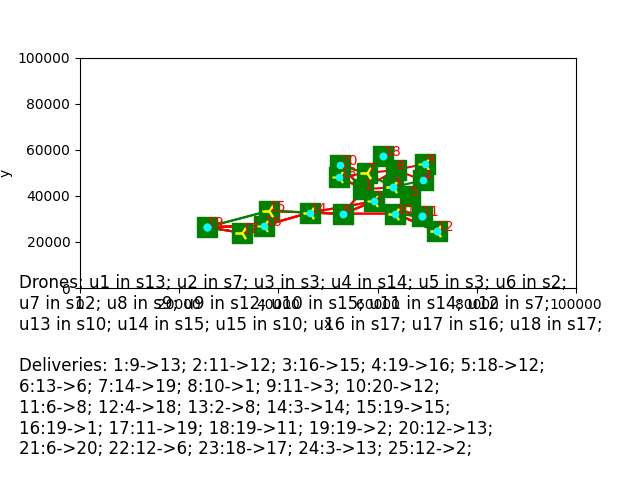 100000
80000
60000
y
40000
20000
0
0 20000 40000 60000 80000 100000
x
Drones: u1 in s13; u2 in s7; u3 in s3; u4 in s14; u5 in s3; u6 in s2;
u7 in s12; u8 in s9; u9 in s12; u10 in s15; u11 in s14; u12 in s7;
u13 in s10; u14 in s15; u15 in s10; u16 in s17; u17 in s16; u18 in s17;
Deliveries: 1:9->13; 2:11->12; 3:16->15; 4:19->16; 5:18->12;
6:13->6; 7:14->19; 8:10->1; 9:11->3; 10:20->12;
11:6->8; 12:4->18; 13:2->8; 14:3->14; 15:19->15;
16:19->1; 17:11->19; 18:19->11; 19:19->2; 20:12->13;
21:6->20; 22:12->6; 23:18->17; 24:3->13; 25:12->2;